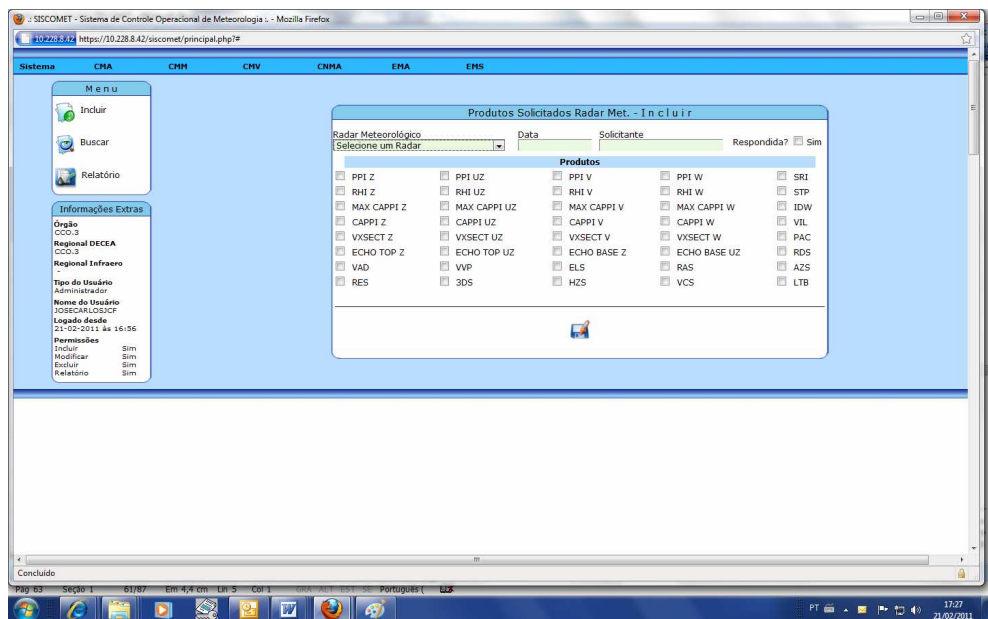 .: SISCOMET - Sistema de Controle Operacional de Meteorologia :. - Mozilla Firefox
10.228.8.42 https://10.228.8.42/siscomet/principal.php?#
Sistema CMA CMM CMV CNMA EMA EMS
Menu
Incluir
Buscar
Relatório
Informações Extras
Órgão
CCO.3
Regional DECEA
CCO.3
Regional Infraero
-
Tipo do Usuário
Administrador
Nome do Usuário
JOSECARLOSJCF
Logado desde
21-02-2011 às 16:56
Permissões
Incluir Sim
Modificar Sim
Excluir Sim
Relatório Sim
Produtos Solicitados Radar Met. - Incluir
Radar Meteorológico Data Solicitante
Selecione um Radar Respondida? Sim
Produtos
PPI Z PPI UZ PPI V PPI W SRI
RHI Z RHI UZ RHI V RHI W STP
MAX CAPPI Z MAX CAPPI UZ MAX CAPPI V MAX CAPPI W IDW
CAPPI Z CAPPI UZ CAPPI V CAPPI W VIL
VXSECT Z VXSECT UZ VXSECT V VXSECT W PAC
ECHO TOP Z ECHO TOP UZ ECHO BASE Z ECHO BASE UZ RDS
VAD VVP ELS RAS AZS
RES 3DS HZS VCS LTB
Concluído
Pag 63 Seção 1 61/87 Em 4,4 cm Lin 5 Col 1 GRA ALT EST SE Português (
PT 17:27
21/02/2011